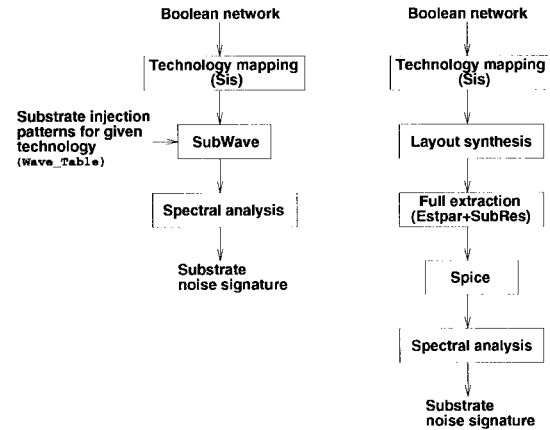 Boolean network
Technology mapping
(Sis)
Substrate injection
patterns for given
technology
(Wave_Table)
SubWave
Spectral analysis
Substrate
noise signature
Boolean network
Technology mapping
(Sis)
Layout synthesis
Full extraction
(Estpar+SubRes)
Spice
Spectral analysis
Substrate
noise signature